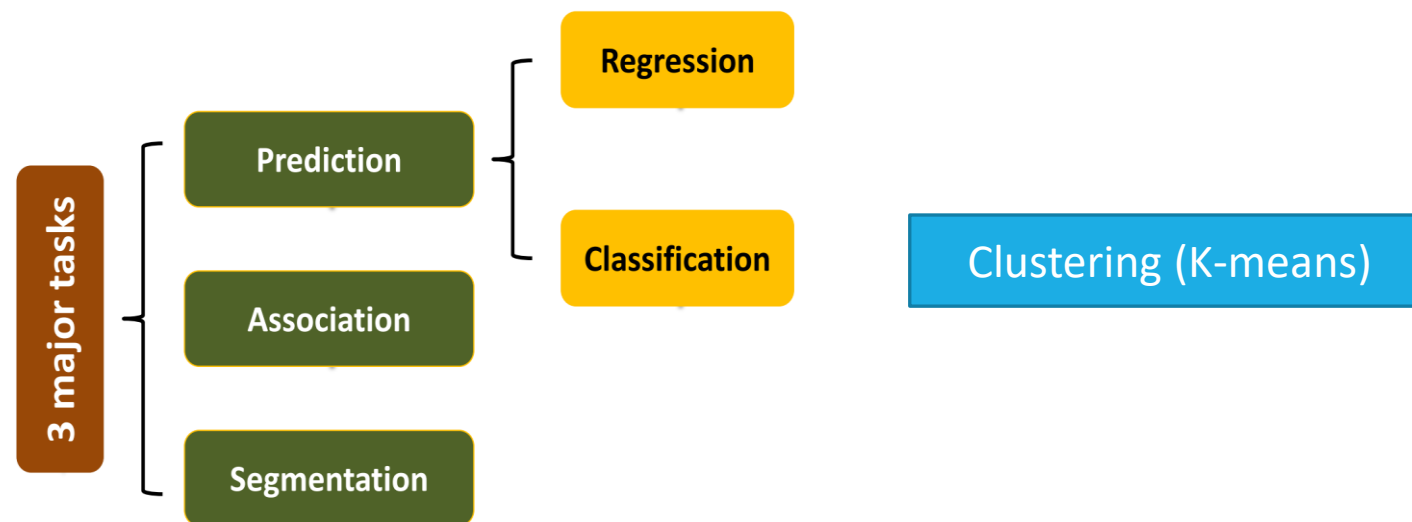 3 major tasks
Prediction
Association
Segmentation
Regression
Classification
Clustering (K-means)